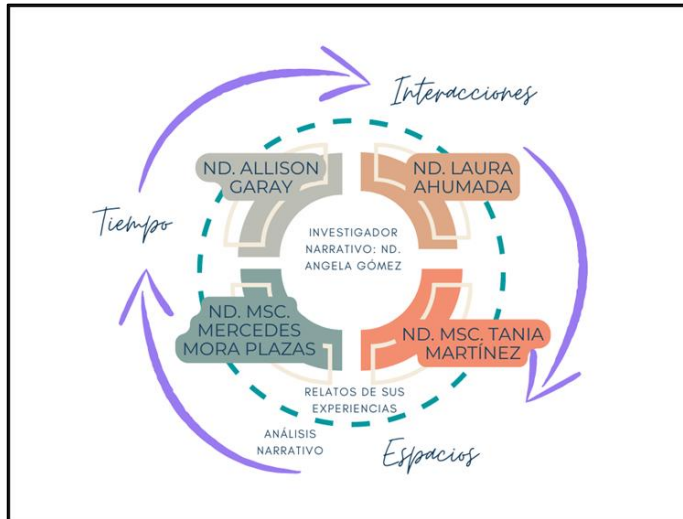 Interacciones
ND. ALLISON
GARAY
ND. LAURA
AHUMADA
Tiempo
INVESTIGADOR
NARRATIVO: ND.
ANGELA GÓMEZ
ND. MSC.
MERCEDES
MORA PLAZAS
ND. MSC. TANIA
MARTÍNEZ
RELATOS DE SUS
EXPERIENCIAS
ANÁLISIS
NARRATIVO
Espacios